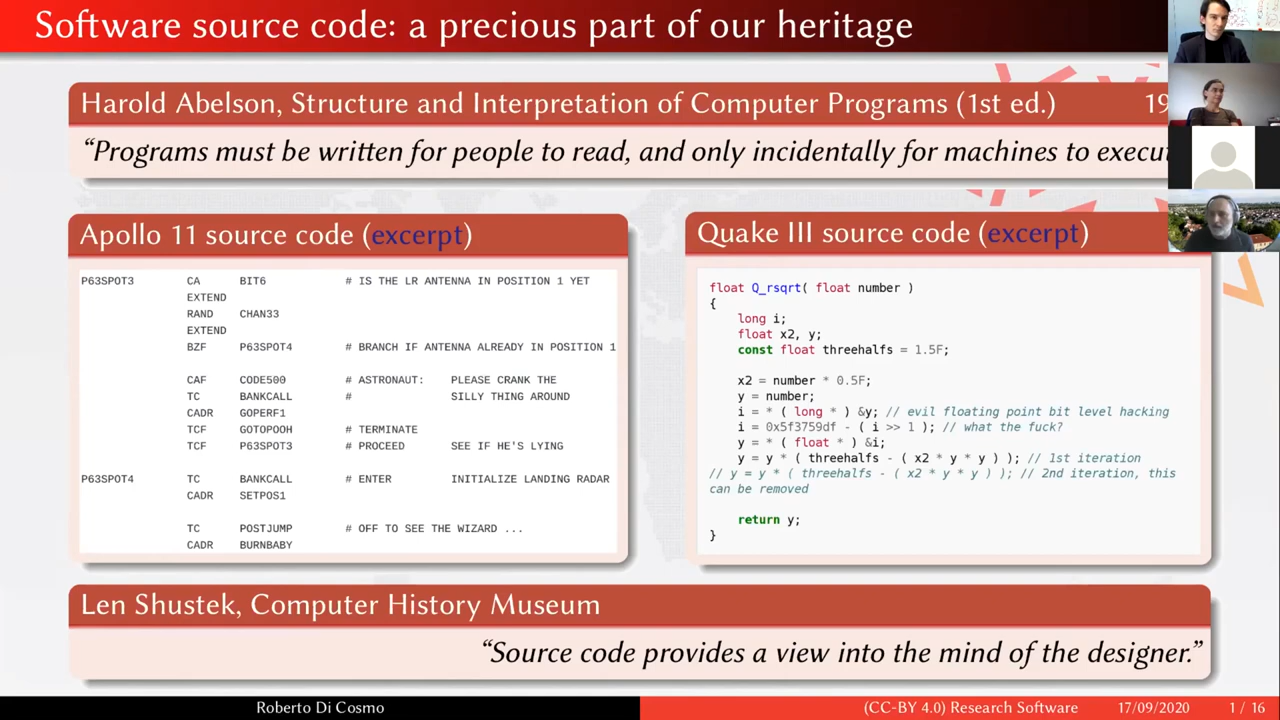 Software source code: a precious part of our heritage
Harold Abelson, Structure and Interpretation of Computer Programs (1st ed.)
“Programs must be written for people to read, and only incidentally for machines to
Apollo 11 source code (excerpt)
P63SPOT3 CA BIT6 # IS THE LR ANTENNA IN POSITION 1 YET
EXTEND
RAND CHAN33
EXTEND
BZF P63SPOT4 # BRANCH IF ANTENNA ALREADY IN POSITION 1
CAF CODE500 # ASTRONAUT: PLEASE CRANK THE
TC BANKCALL # SILLY THING AROUND
CADR GOPERF1
TCF GOTOPOOH # TERMINATE
TCF P63SPOT3 # PROCEED SEE IF HE'S LYING
P63SPOT4 TC BANKCALL # ENTER INITIALIZE LANDING RADAR
CADR SETPOS1
TC POSTJUMP # OFF TO SEE THE WIZARD ...
CADR BURNBABY
Quake III source code (excerpt)
float Q_rsqrt( float number )
{
long i;
float x2, y;
const float threehalfs = 1.5F;
x2 = number * 0.5F;
y = number;
i = * ( long * ) &y; // evil floating point bit level hacking
i = 0x5f3759df - ( i >> 1 ); // what the fuck?
y = * ( float * ) &i;
y = y * ( threehalfs - ( x2 * y * y ) ); // 1st iteration
// y = y * ( threehalfs - ( x2 * y * y ) ); // 2nd iteration, this
can be removed
return y;
}
Len Shustek, Computer History Museum
“Source code provides a view into the mind of the designer.”
Roberto Di Cosmo
(CC-BY 4.0) Research Software
17/09/2020
1 / 16